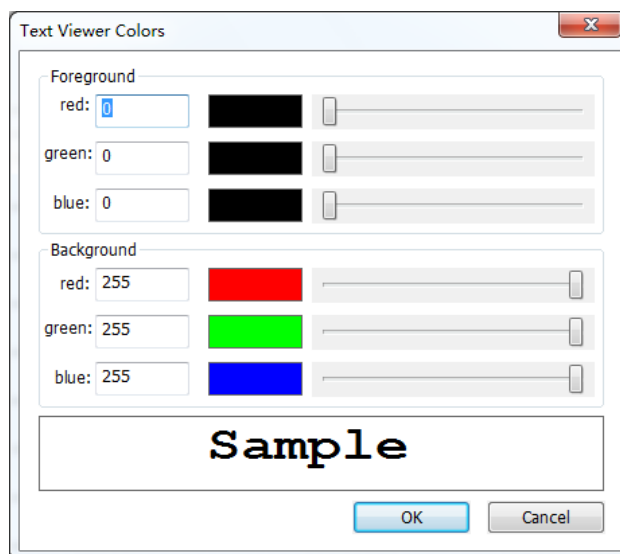 Text Viewer Colors
Foreground
red: 0
green: 0
blue: 0
Background
red: 255
green: 255
blue: 255
Sample
OK Cancel